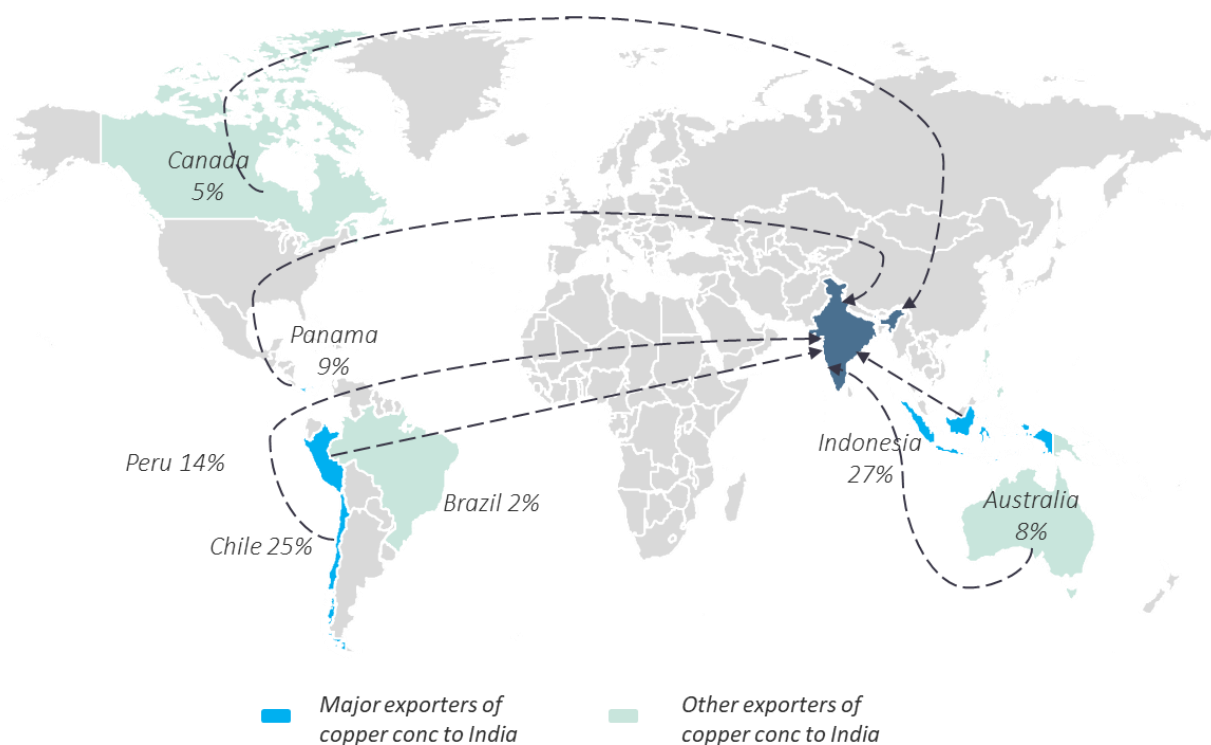 Canada
5%
Panama
9%
Peru 14%
Indonesia
27%
Brazil 2%
Australia
8%
Chile 25%
Major exporters of
copper conc to India
Other exporters of
copper conc to India